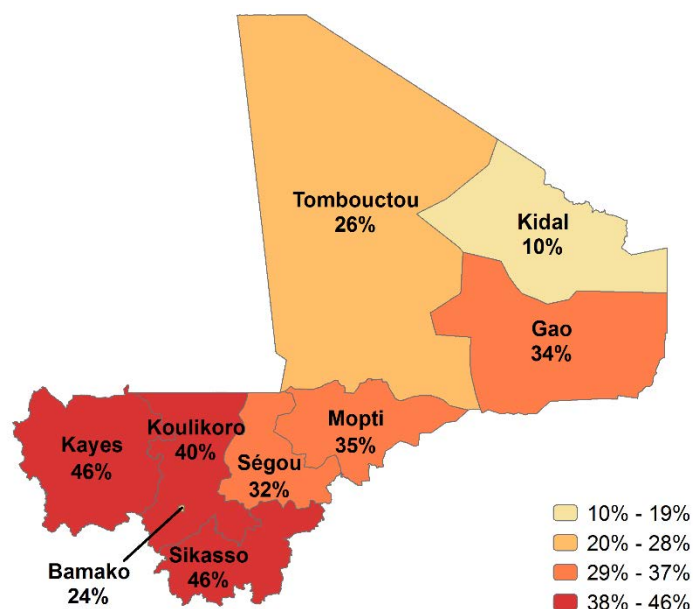 Tombouctou
26%
Kidal
10%
Gao
34%
Mopti
35%
Koulikoro
40%
Kayes
46%
Ségou
32%
Sikasso
46%
Bamako
24%
10% - 19%
20% - 28%
29% - 37%
38% - 46%